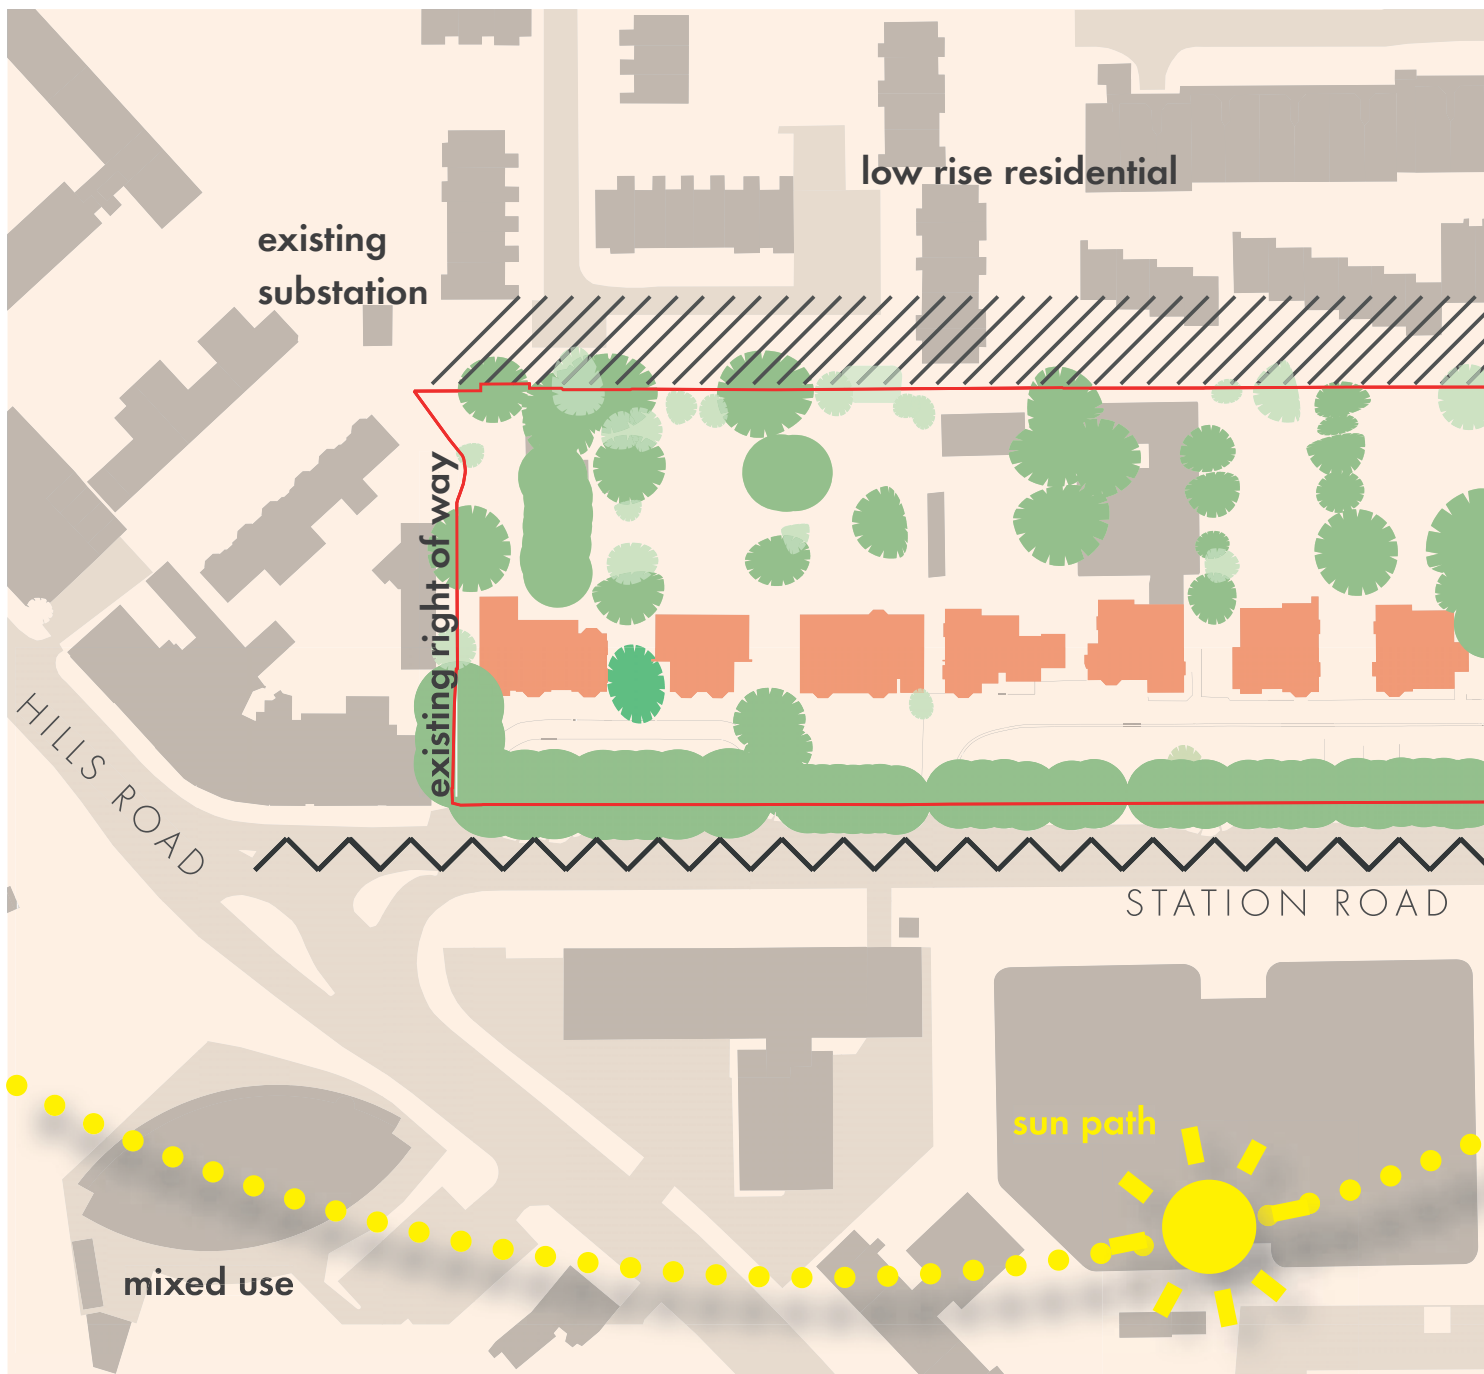 low rise residential
existing
substation
existing right of way
HILLS ROAD
STATION ROAD
sun path
mixed use